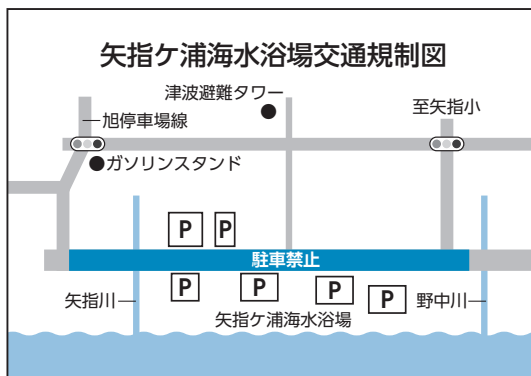 矢指ケ浦海水浴場交通規制図
津波避難タワー
至矢指小
旭停車場線
ガソリンスタンド
P P
駐車禁止
P P P P
矢指川
矢指ケ浦海水浴場
野中川